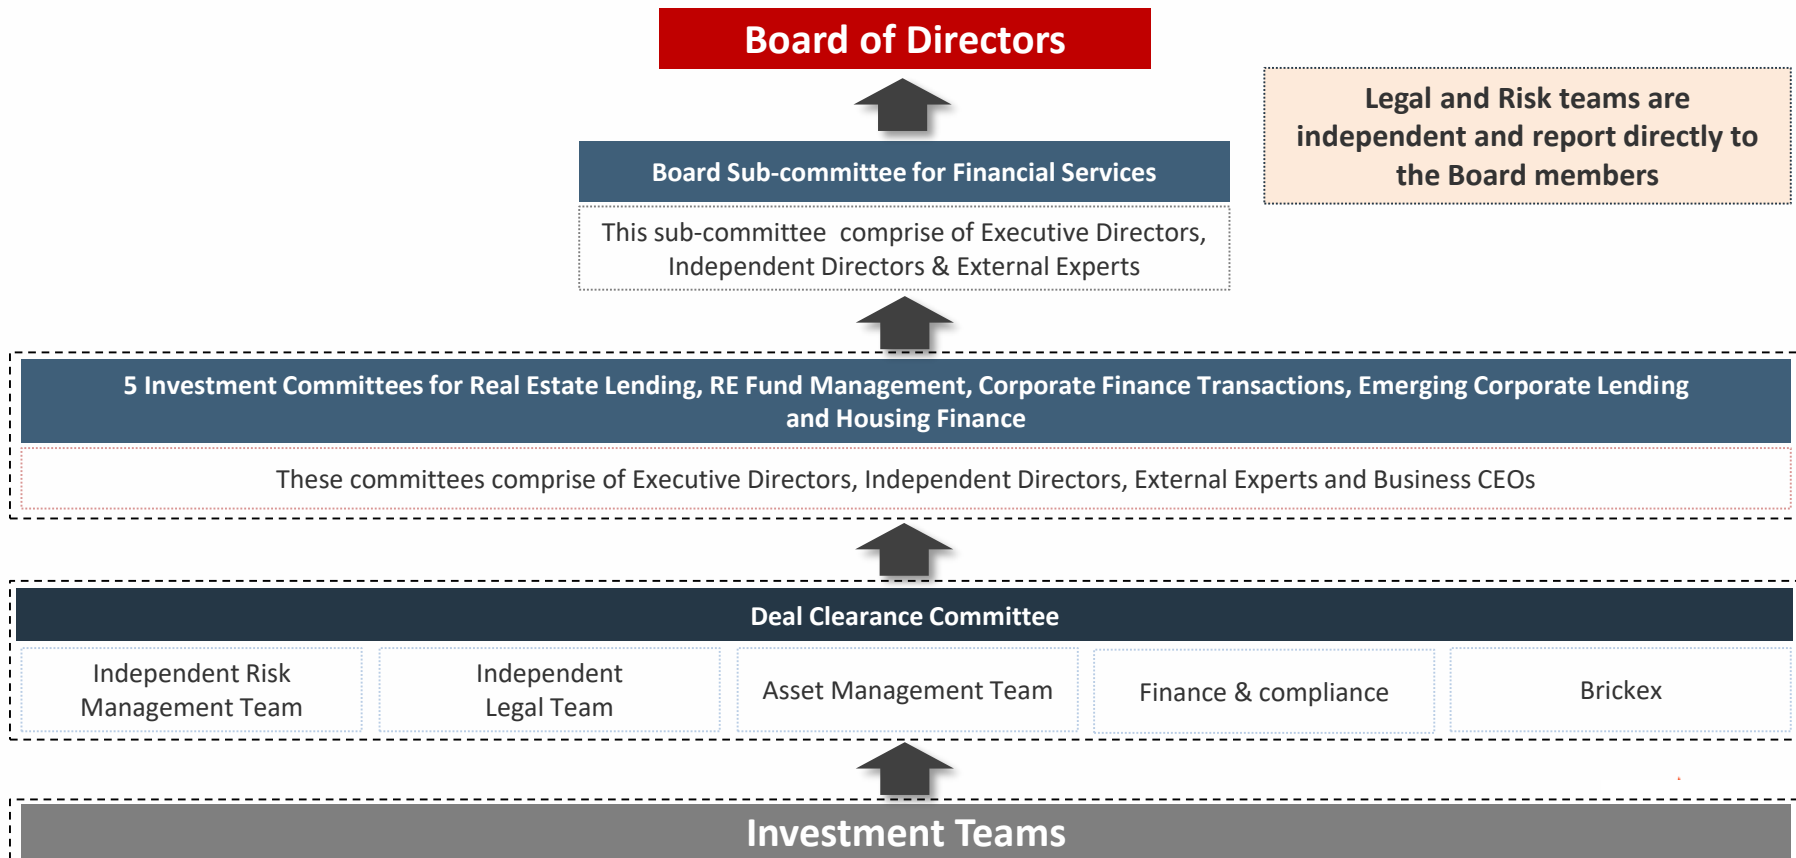 Board of Directors
Legal and Risk teams are
independent and report directly to
the Board members
Board Sub-committee for Financial Services
This sub-committee comprise of Executive Directors,
Independent Directors & External Experts
5 Investment Committees for Real Estate Lending, RE Fund Management, Corporate Finance Transactions, Emerging Corporate Lending
and Housing Finance
These committees comprise of Executive Directors, Independent Directors, External Experts and Business CEOs
Deal Clearance Committee
Independent Risk
Management Team
Independent
Legal Team
Asset Management Team
Finance & compliance
Brickex
Investment Teams